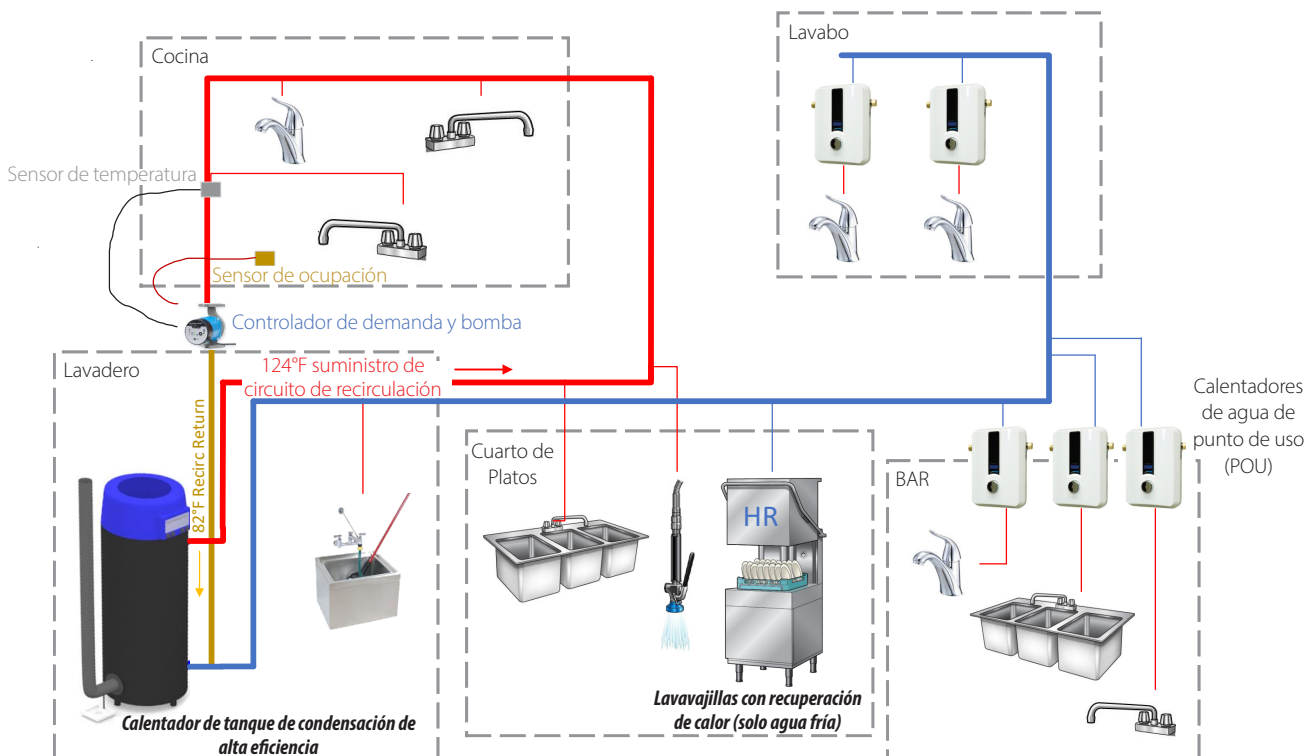 Cocina
Lavabo
Sensor de temperatura
Sensor de ocupación
Controlador de demanda y bomba
Lavadero
124°F suministro de
circuito de recirculación
82°F Recirc Return
Calentadores
de agua de
punto de uso
(POU)
Cuarto de
Platos
HR
BAR
Lavavajillas con recuperación
de calor (solo agua fría)
Calentador de tanque de condensación de
alta eficiencia